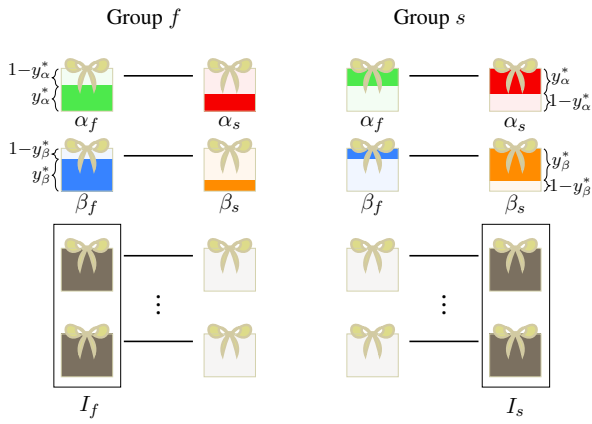 Group f Group s
1−y*α y*α y*α 1−y*α
αf αs αf αs
1−y*β y*β y*β 1−y*β
βf βs βf βs
⋮ ⋮
If Is